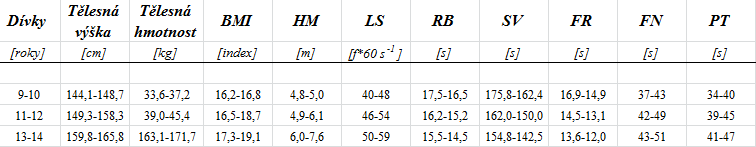 Dívky Tělesná výška Tělesná hmotnost BMI HM LS RB SV FR FN PT
[roky] [cm] [kg] [index] [m] [f*60 s-1 ] [s] [s] [s] [s] [s]
9-10 144,1-148,7 33,6-37,2 16,2-16,8 4,8-5,0 40-48 17,5-16,5 175,8-162,4 16,9-14,9 37-43 34-40
11-12 149,3-158,3 39,0-45,4 16,5-18,7 4,9-6,1 46-54 16,2-15,2 162,0-150,0 14,5-13,1 42-49 39-45
13-14 159,8-165,8 163,1-171,7 17,3-19,1 6,0-7,6 50-59 15,5-14,5 154,8-142,5 13,6-12,0 43-51 41-47